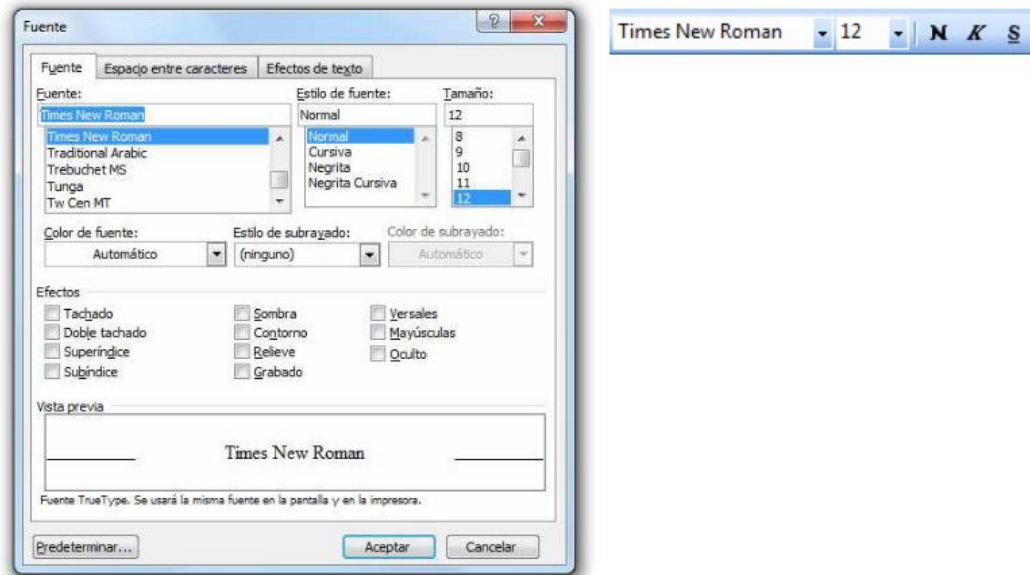 Fuente
Fuente Espacio entre caracteres Efectos de texto
Fuente: Estilo de fuente: Tamaño:
Times New Roman Normal 12
Times New Roman Normal 8
Traditional Arabic Cursiva 9
Trebuchet MS Negrita 10
Tunga Negrita Cursiva 11
Tw Cen MT 12
Color de fuente: Estilo de subrayado: Color de subrayado:
Automático (ninguno) Automático
Efectos
Tachado Sombra Versales
Doble tachado Contorno Mayúsculas
Superíndice Relieve Oculto
Subíndice Grabado
Vista previa
Times New Roman
Fuente TrueType. Se usará la misma fuente en la pantalla y en la impresora.
Predeterminar... Aceptar Cancelar
Times New Roman 12 N K S